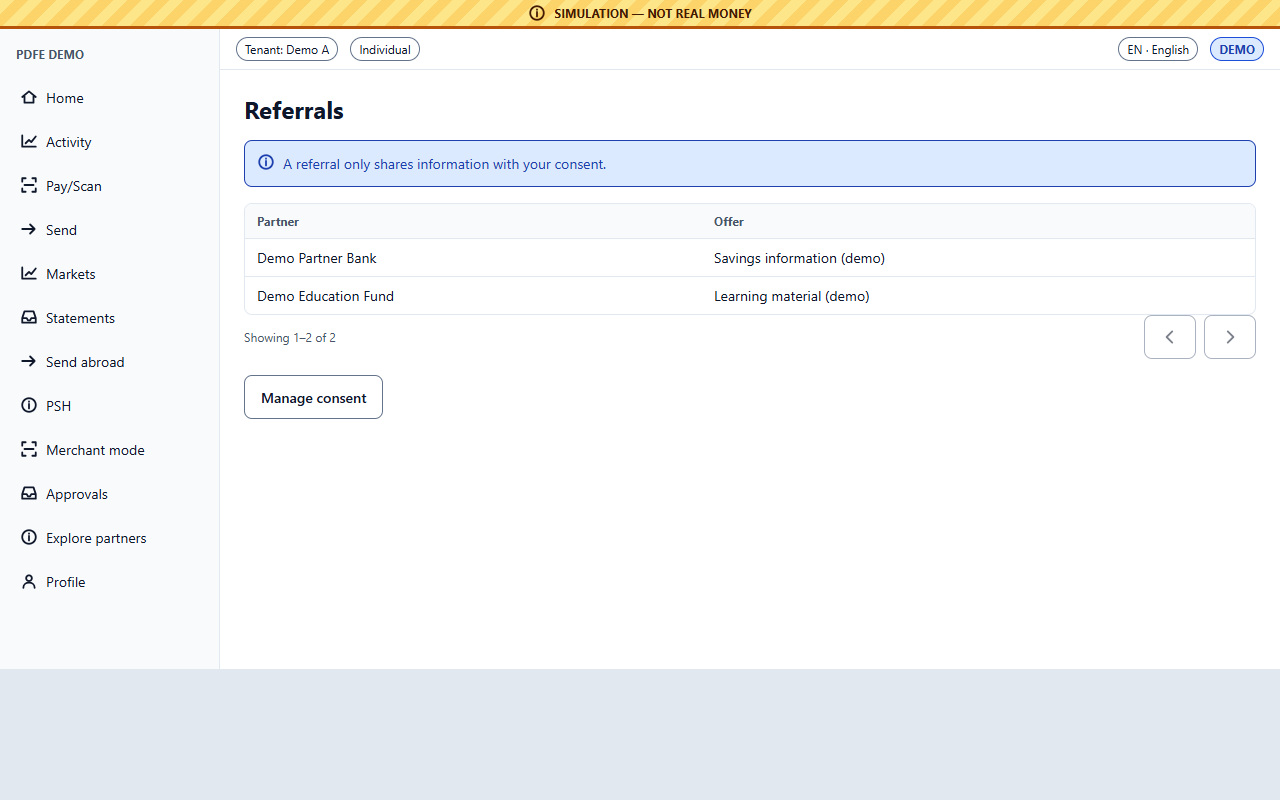 SIMULATION — NOT REAL MONEY
PDFE DEMO
Tenant: Demo A
Individual
EN · English
DEMO
Home
Activity
Pay/Scan
Send
Markets
Statements
Send abroad
PSH
Merchant mode
Approvals
Explore partners
Profile
Referrals
A referral only shares information with your consent.
Partner Offer
Demo Partner Bank Savings information (demo)
Demo Education Fund Learning material (demo)
Showing 1–2 of 2
Manage consent